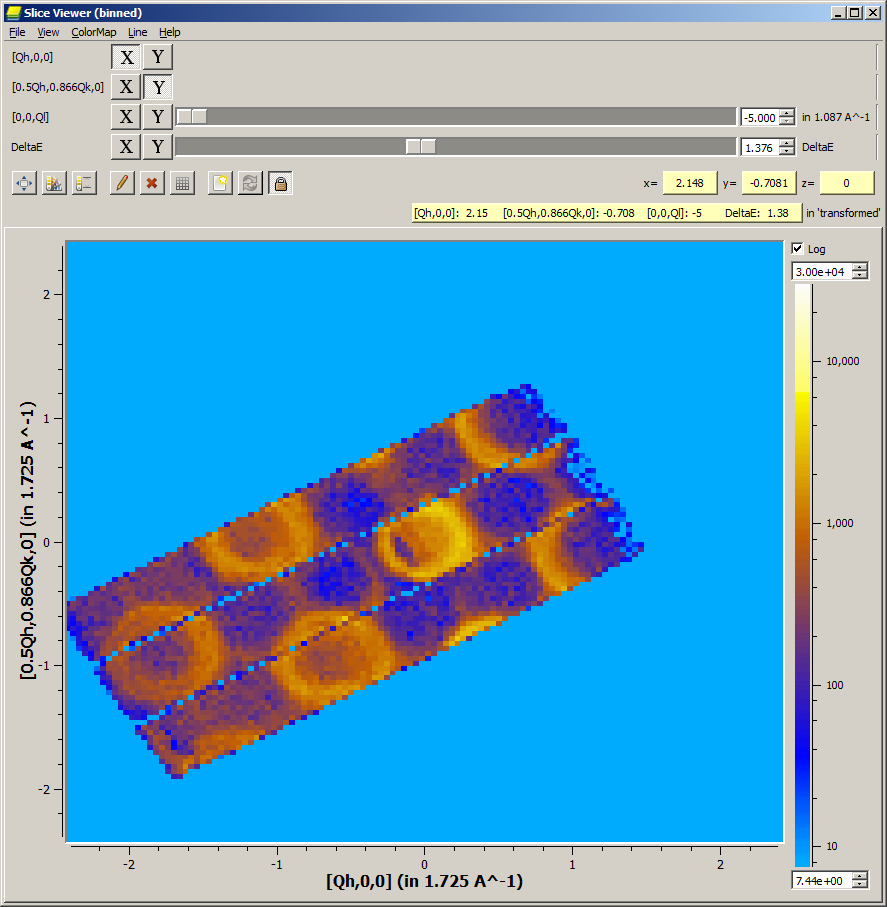 Slice Viewer (binned)
File View ColorMap Line Help
[Qh,0,0] X Y
[0.5Qh,0.866Qk,0] X Y
[0,0,Ql] X Y -5.000 in 1.087 A^-1
DeltaE X Y 1.376 DeltaE
x= 2.148 y= -0.7081 z= 0
[Qh,0,0]: 2.15 [0.5Qh,0.866Qk,0]: -0.708 [0,0,Ql]: -5 DeltaE: 1.38 in 'transformed'
Log
3.00e+04
2
1
0
-1
-2
[0.5Qh,0.866Qk,0] (in 1.725 A^-1)
-2 -1 0 1 2
[Qh,0,0] (in 1.725 A^-1)
10,000
1,000
100
10
7.44e+00